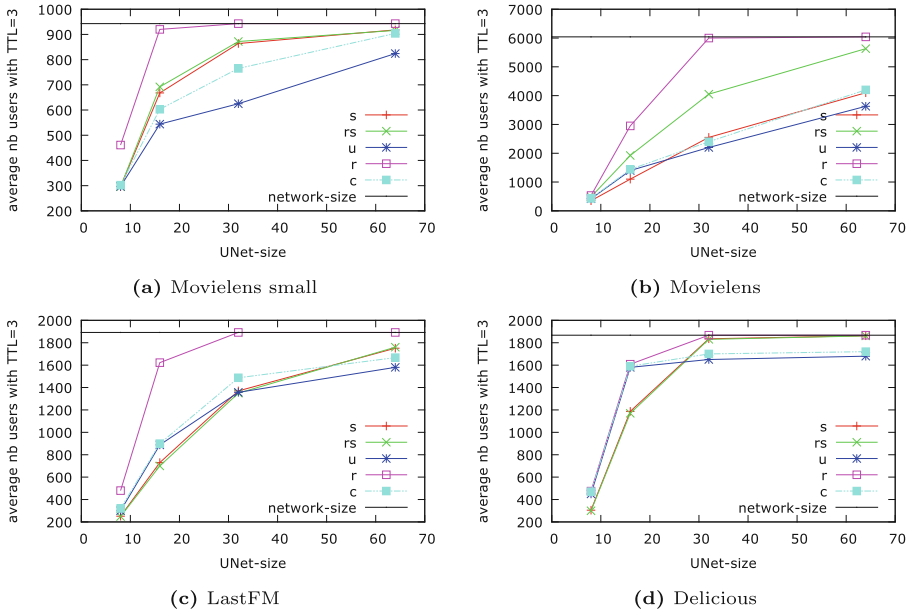 average nb users with TTL=3
1000
900
800
700
600
500
400
300
200
s
rs
u
r
c
network-size
0 10 20 30 40 50 60 70
UNet-size
(a) Movielens small
average nb users with TTL=3
7000
6000
5000
4000
3000
2000
1000
0
s
rs
u
r
c
network-size
0 10 20 30 40 50 60 70
UNet-size
(b) Movielens
average nb users with TTL=3
2000
1800
1600
1400
1200
1000
800
600
400
200
s
rs
u
r
c
network-size
0 10 20 30 40 50 60 70
UNet-size
(c) LastFM
average nb users with TTL=3
2000
1800
1600
1400
1200
1000
800
600
400
200
s
rs
u
r
c
network-size
0 10 20 30 40 50 60 70
UNet-size
(d) Delicious